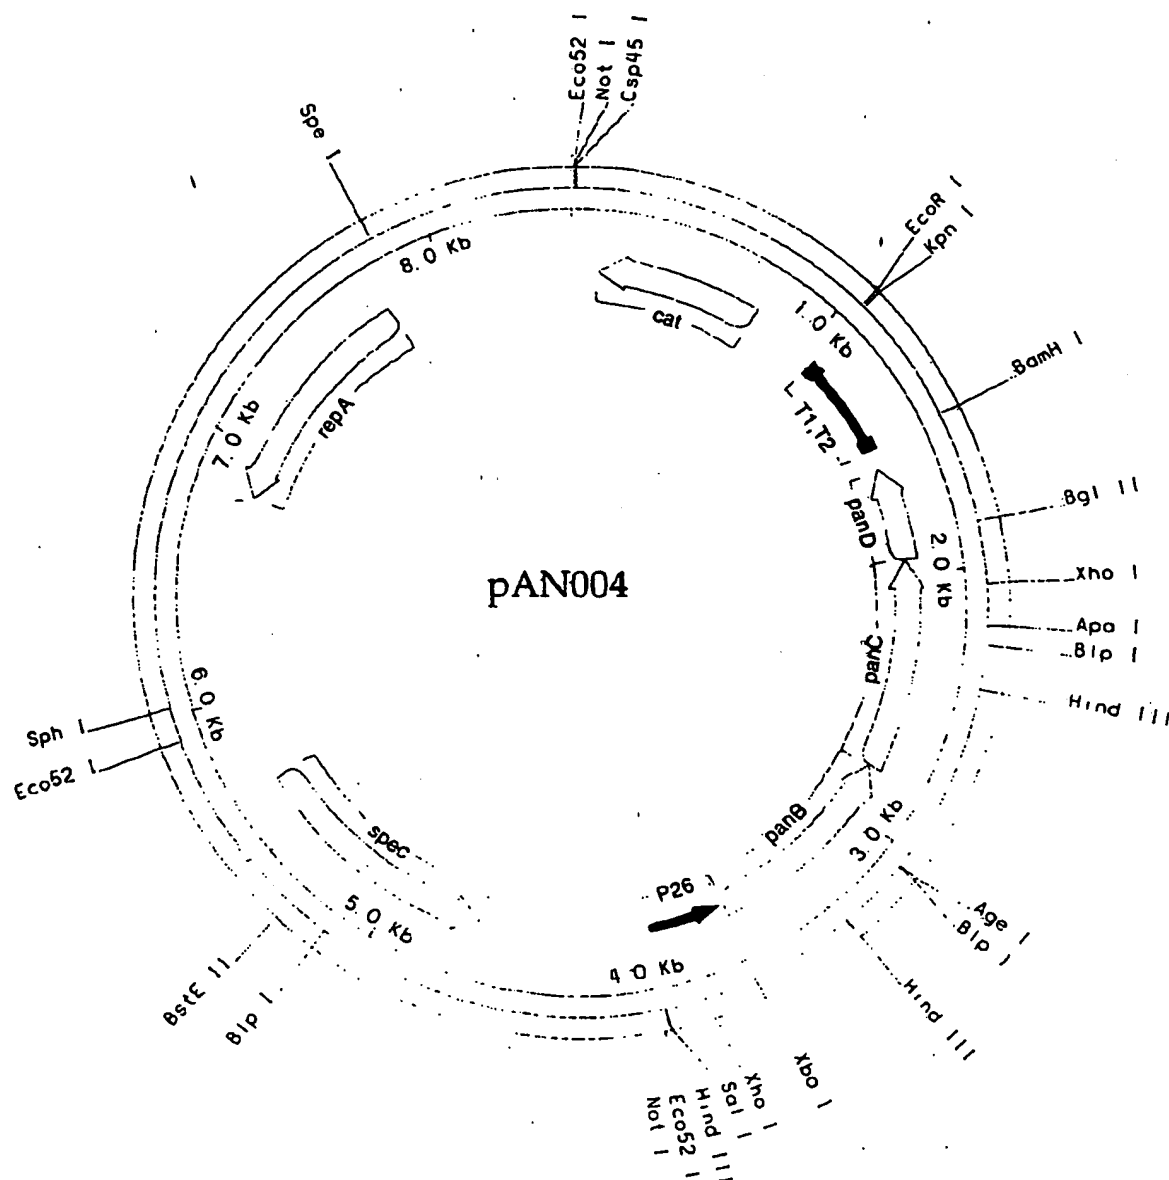 Eco52 I
Not I
Csp45 I
Spe I
EcoR I
Kpn I
8.0 Kb
cat
1.0 Kb
BamH I
T1,T2
repA
7.0 Kb
Bgl II
panD
2.0 Kb
pAN004
Xho I
Apa I
Blp I
panC
Hind III
6.0 Kb
Sph I
Eco52 I
spec
panB
3.0 Kb
P26
Age I
Blp I
5.0 Kb
4.0 Kb
Hind III
BstE II
Blp I
Xba I
Xho I
Sal I
Hind III
Eco52 I
Not I